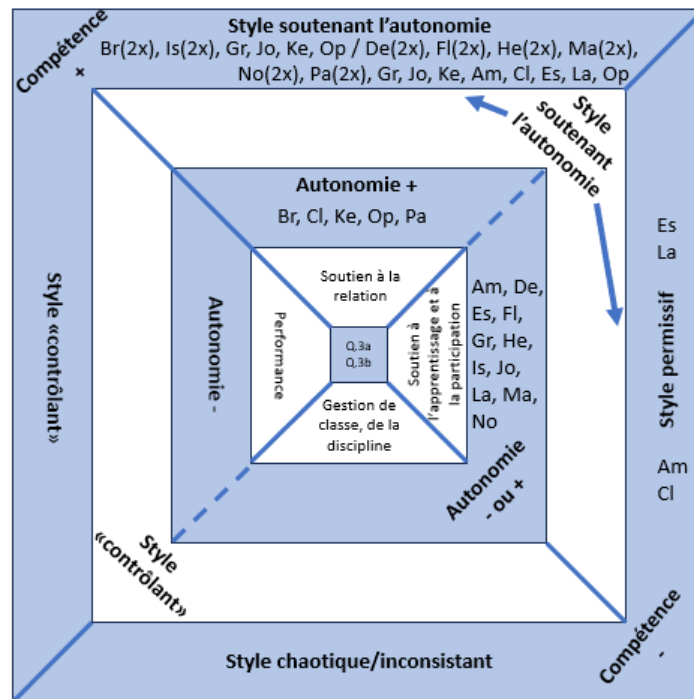 Style soutenant l’autonomie
Br(2x), Is(2x), Gr, Jo, Ke, Op / De(2x), Fl(2x), He(2x), Ma(2x),
No(2x), Pa(2x), Gr, Jo, Ke, Am, Cl, Es, La, Op
Compétence
+
Style
soutenant
l’autonomie
Autonomie +
Br, Cl, Ke, Op, Pa
Es
La
Style permissif
Am
Cl
Style «contrôlant»
Autonomie -
Soutien à la
relation
Performance
Q,3a
Q,3b
Soutien à
l’apprentissage et à
la participation
Gestion de
classe, de la
discipline
Am, De,
Es, Fl,
Gr, He,
Is, Jo,
La, Ma,
No
Autonomie
- ou +
Style
«contrôlant»
Compétence
-
Style chaotique/inconsistant